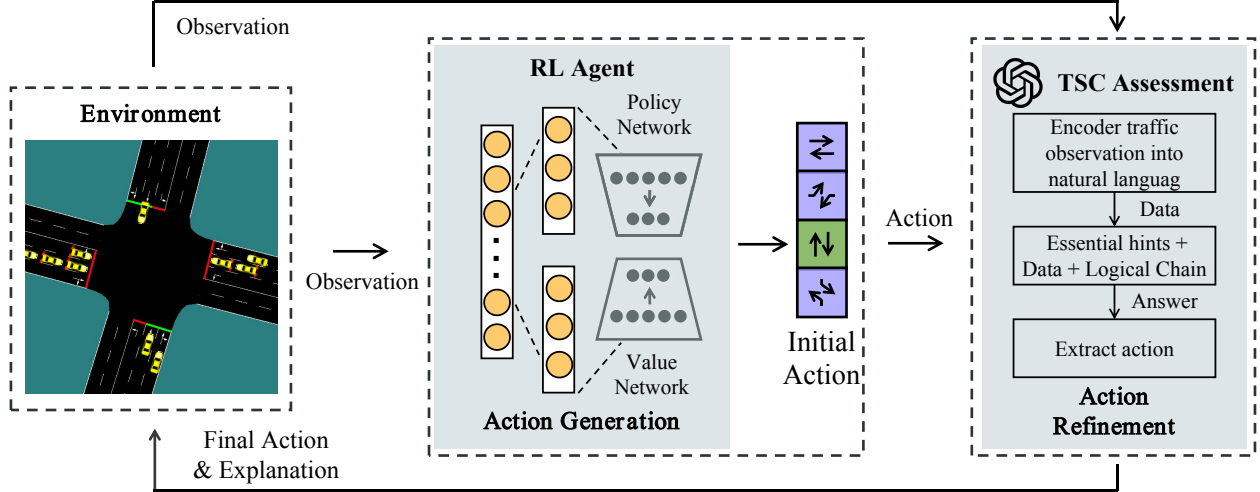 Observation
Environment
Observation
RL Agent
Policy
Network
Value
Network
Action Generation
Initial
Action
Action
TSC Assessment
Encoder traffic
observation into
natural languag
Data
Essential hints +
Data + Logical Chain
Answer
Extract action
Action
Refinement
Final Action
& Explanation